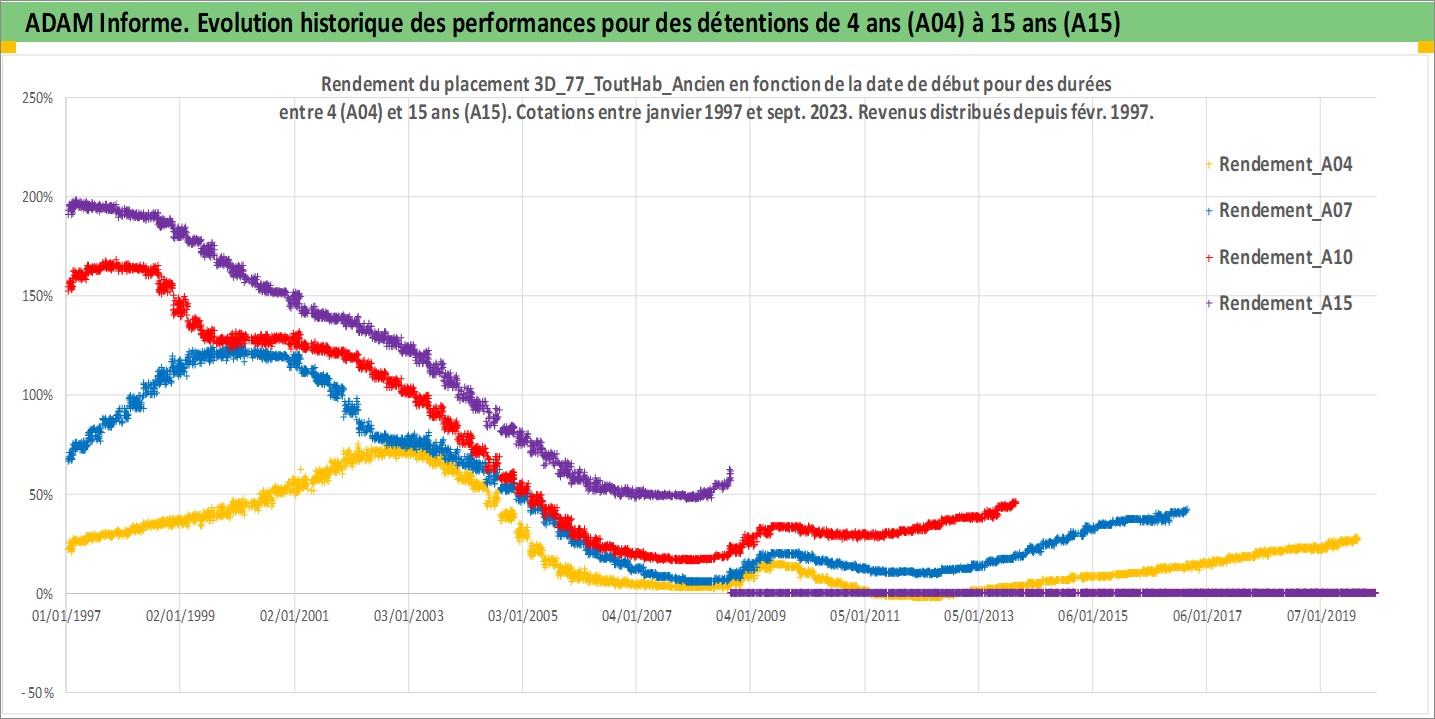 ADAM Informe. Evolution historique des performances pour des détentions de 4 ans (A04) à 15 ans (A15)
Rendement du placement 3D_77_ToutHab_Ancien en fonction de la date de début pour des durées
entre 4 (A04) et 15 ans (A15). Cotations entre janvier 1997 et sept. 2023. Revenus distribués depuis févr. 1997.
250%
200%
150%
100%
50%
0%
-50%
Rendement_A04
Rendement_A07
Rendement_A10
Rendement_A15
01/01/1997 02/01/1999 02/01/2001 03/01/2003 03/01/2005 04/01/2007 04/01/2009 05/01/2011 05/01/2013 06/01/2015 06/01/2017 07/01/2019